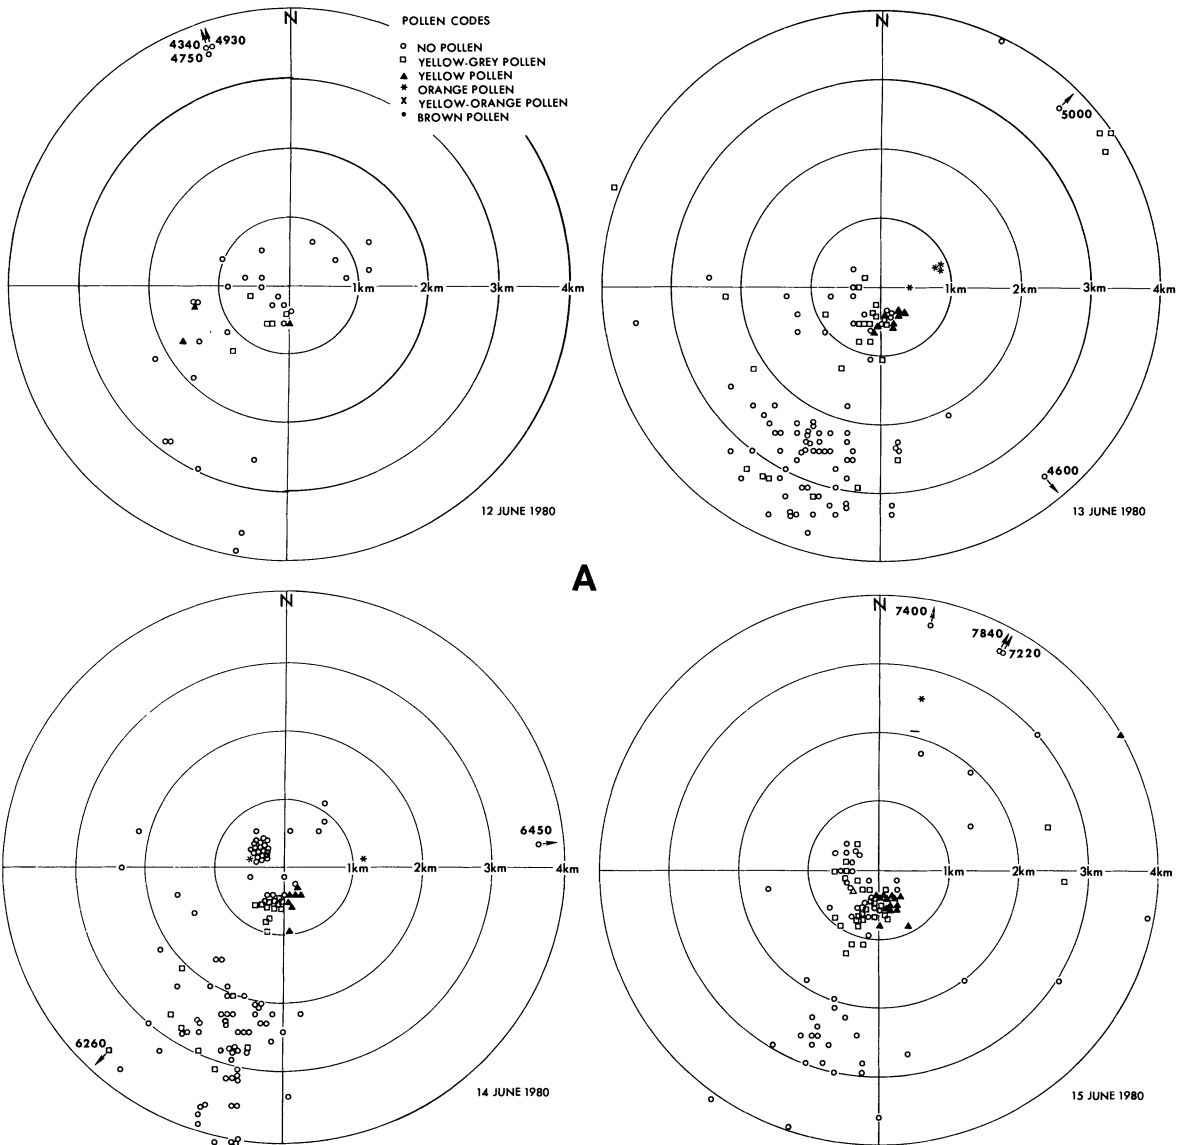 N
4340
4930
4750
POLLEN CODES
NO POLLEN
YELLOW-GREY POLLEN
YELLOW POLLEN
ORANGE POLLEN
YELLOW-ORANGE POLLEN
BROWN POLLEN
1km
2km
3km
4km
12 JUNE 1980
N
5000
1km
2km
3km
4km
4600
13 JUNE 1980
A
N
6450
1km
2km
3km
4km
6260
14 JUNE 1980
N
7400
7840
7220
1km
2km
3km
4km
15 JUNE 1980